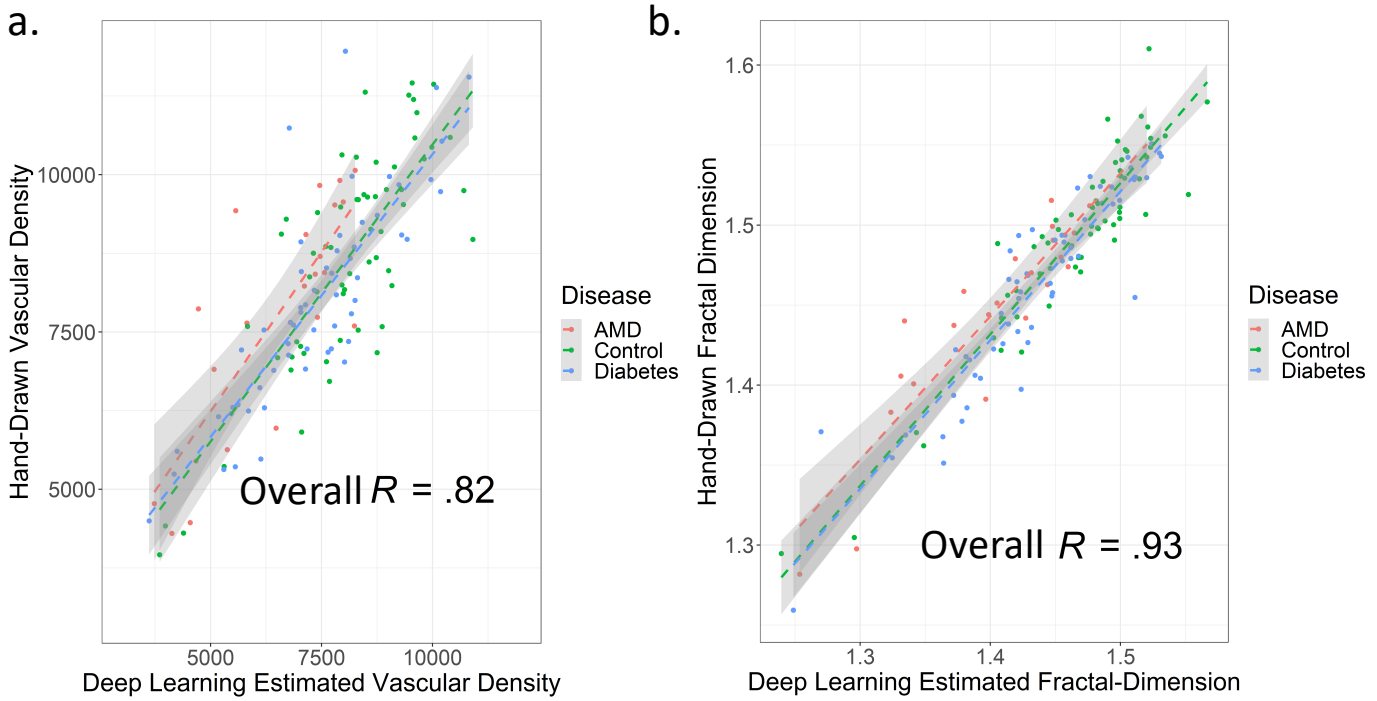 a.
Hand-Drawn Vascular Density
10000
7500
5000
Overall R = .82
5000 7500 10000
Deep Learning Estimated Vascular Density
Disease
AMD
Control
Diabetes
b.
Hand-Drawn Fractal Dimension
1.6
1.5
1.4
1.3
Overall R = .93
1.3 1.4 1.5
Deep Learning Estimated Fractal-Dimension
Disease
AMD
Control
Diabetes